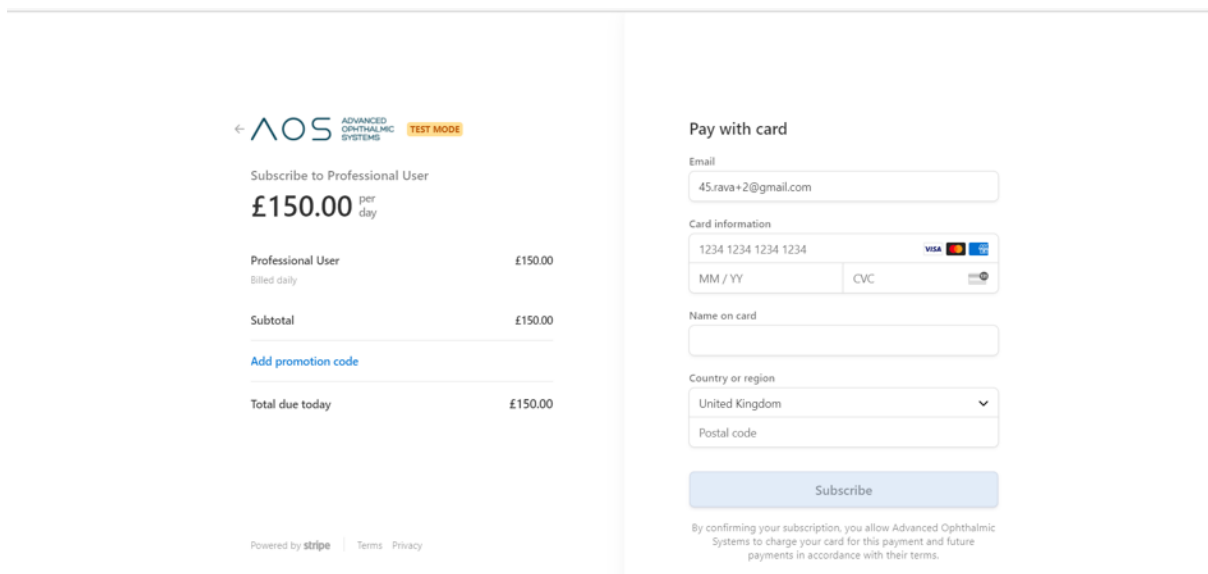 AOS ADVANCED OPHTHALMIC SYSTEMS TEST MODE
Subscribe to Professional User
£150.00 per day
Professional User £150.00
Billed daily
Subtotal £150.00
Add promotion code
Total due today £150.00
Powered by stripe Terms Privacy
Pay with card
Email
45.rava+2@gmail.com
Card information
1234 1234 1234 1234 VISA
MM / YY CVC
Name on card
Country or region
United Kingdom
Postal code
Subscribe
By confirming your subscription, you allow Advanced Ophthalmic
Systems to charge your card for this payment and future
payments in accordance with their terms.